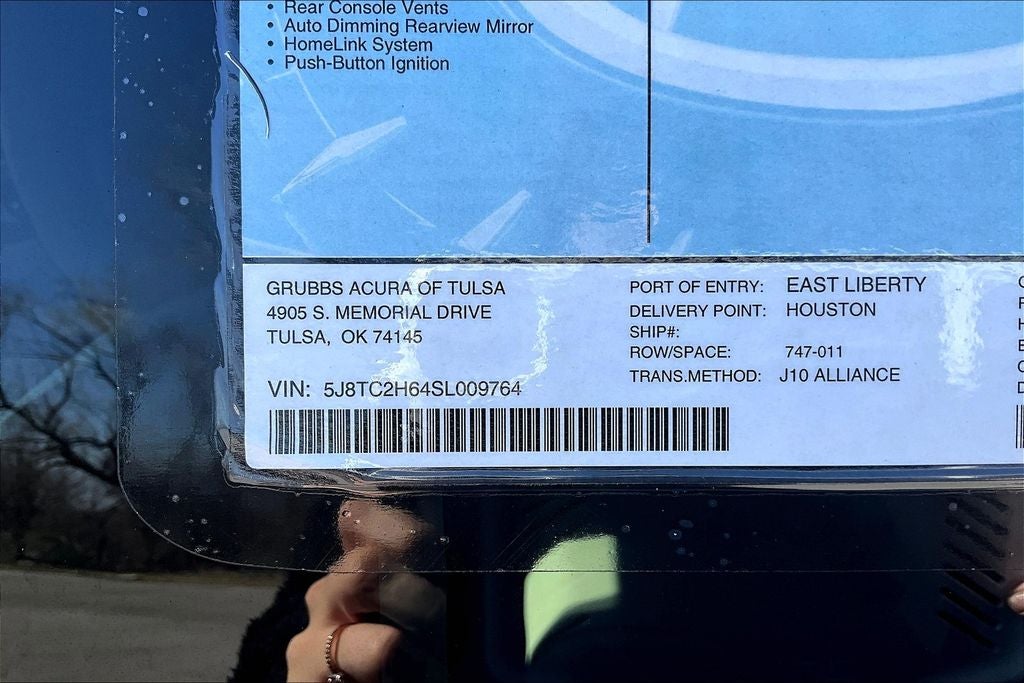 • Rear Console Vents
• Auto Dimming Rearview Mirror
• HomeLink System
• Push-Button Ignition
GRUBBS ACURA OF TULSA
4905 S. MEMORIAL DRIVE
TULSA, OK 74145
VIN: 5J8TC2H64SL009764
PORT OF ENTRY: EAST LIBERTY
DELIVERY POINT: HOUSTON
SHIP#:
ROW/SPACE: 747-011
TRANS.METHOD: J10 ALLIANCE